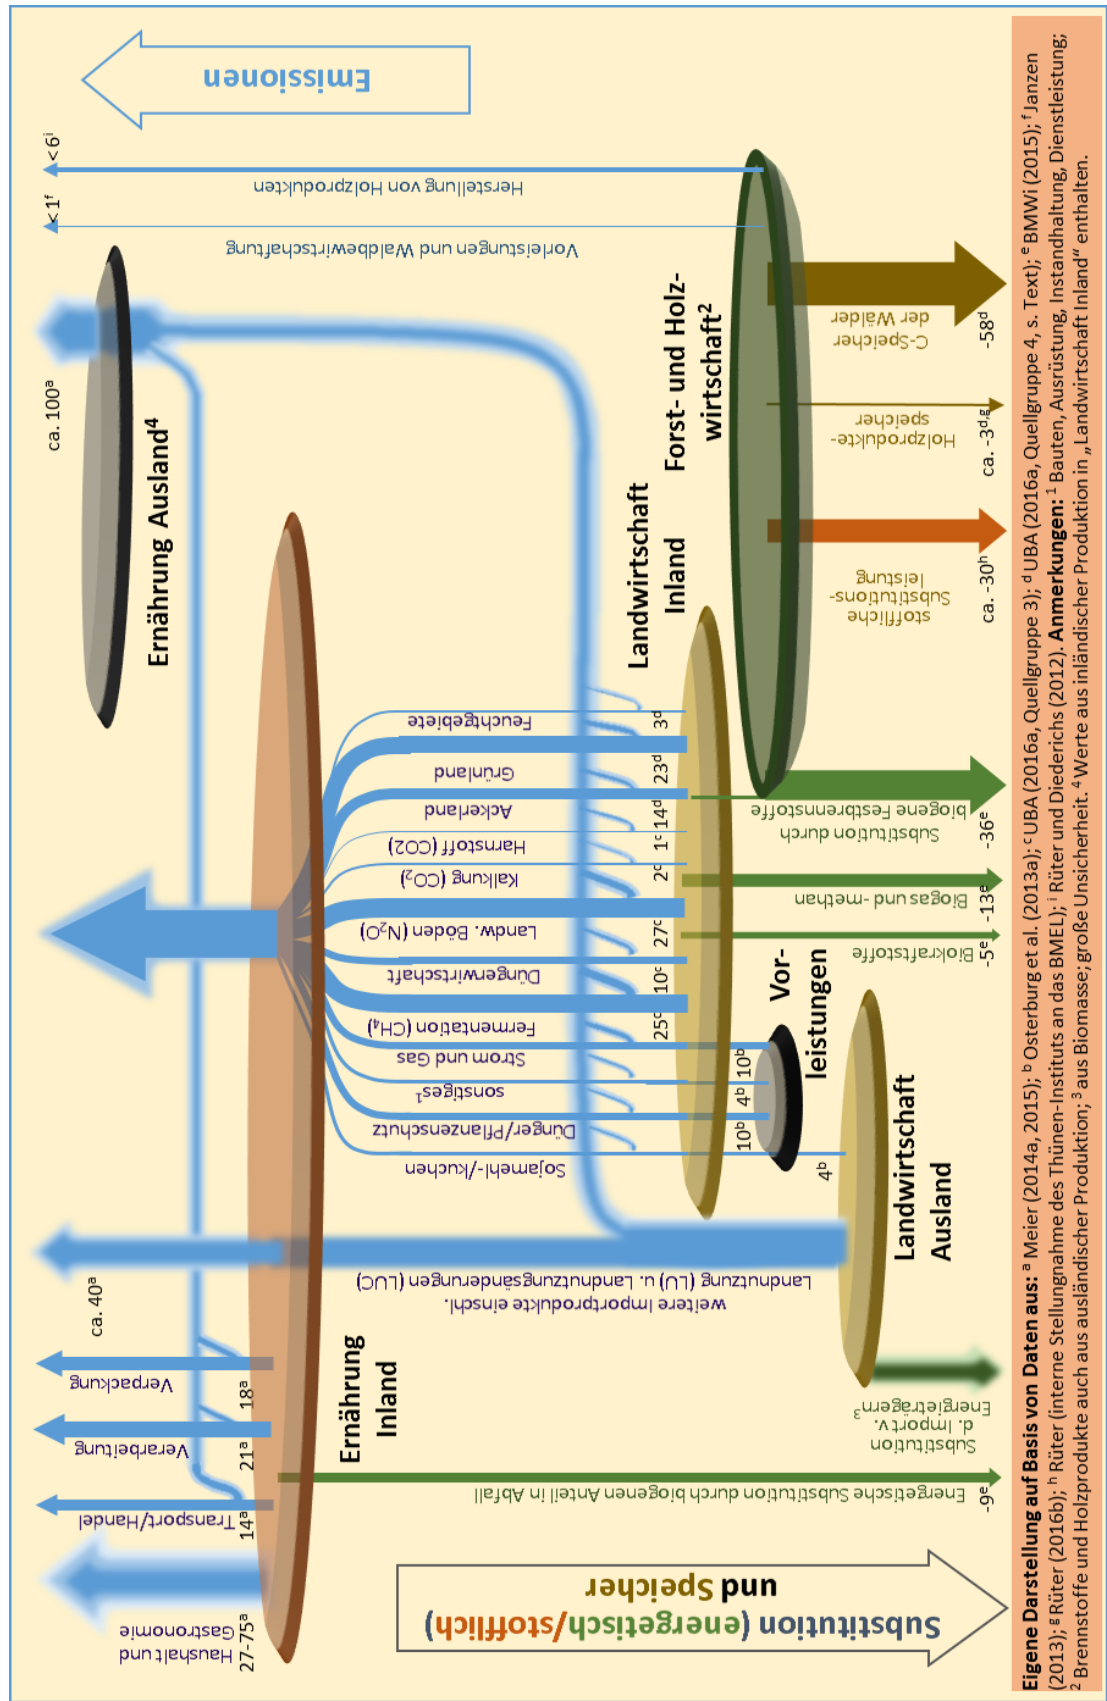 Haushalt und
Gastronomie
27-75ᵃ
Transport/Handel
14ᵃ
Verarbeitung
21ᵃ
Verpackung
18ᵃ
ca. 40ᵃ
ca. 100ᵃ
<1ᶠ
<6ⁱ
Emissionen
Ernährung Ausland⁴
Ernährung
Inland
Substitution (energetisch/stofflich)
und Speicher
Energetische Substitution durch biogenen Anteil in Abfall
-9ᵉ
weitere Importprodukte einschl.
Landnutzung (LU) u. Landnutzungsänderungen (LUC)
Sojamehl-/kuchen
Dünger/Pflanzenschutz
sonstiges¹
Strom und Gas
Fermentation (CH₄)
Düngerwirtschaft
Landw. Böden (N₂O)
Kalkung (CO₂)
Harnstoff (CO2)
Ackerland
Grünland
Feuchtgebiete
Vorleistungen und Waldbewirtschaftung
Herstellung von Holzprodukten
4ᵇ
10ᵇ
4ᵇ
10ᵇ
25ᶜ
10ᶜ
27ᶜ
2ᶜ
1ᶜ
14ᵈ
23ᵈ
3ᵈ
Landwirtschaft
Inland
Forst- und Holz-
wirtschaft²
Vor-
leistungen
Landwirtschaft
Ausland
Substitution
d. Import v.
Energieträgern³
Biokraftstoffe
-5ᵉ
Biogas und -methan
-13ᵉ
Substitution durch
biogene Festbrennstoffe
-36ᵉ
stoffliche
Substitutions-
leistung
ca. -30ʰ
Holzprodukte-
speicher
ca. -3ᵈ,ᵍ
C-Speicher
der Wälder
-58ᵈ
Eigene Darstellung auf Basis von Daten aus: ᵃ Meier (2014a, 2015); ᵇ Osterburg et al. (2013a); ᶜ UBA (2016a, Quellgruppe 3); ᵈ UBA (2016a, Quellgruppe 4, s. Text); ᵉ BMWi (2015); ᶠ Janzen
(2013); ᵍ Rüter (2016b); ʰ Rüter (interne Stellungnahme des Thünen-Instituts an das BMEL); ⁱ Rüter und Diederichs (2012). Anmerkungen: ¹ Bauten, Ausrüstung, Instandhaltung, Dienstleistung;
² Brennstoffe und Holzprodukte auch aus ausländischer Produktion; ³ aus Biomasse; große Unsicherheit. ⁴ Werte aus inländischer Produktion in „Landwirtschaft Inland“ enthalten.